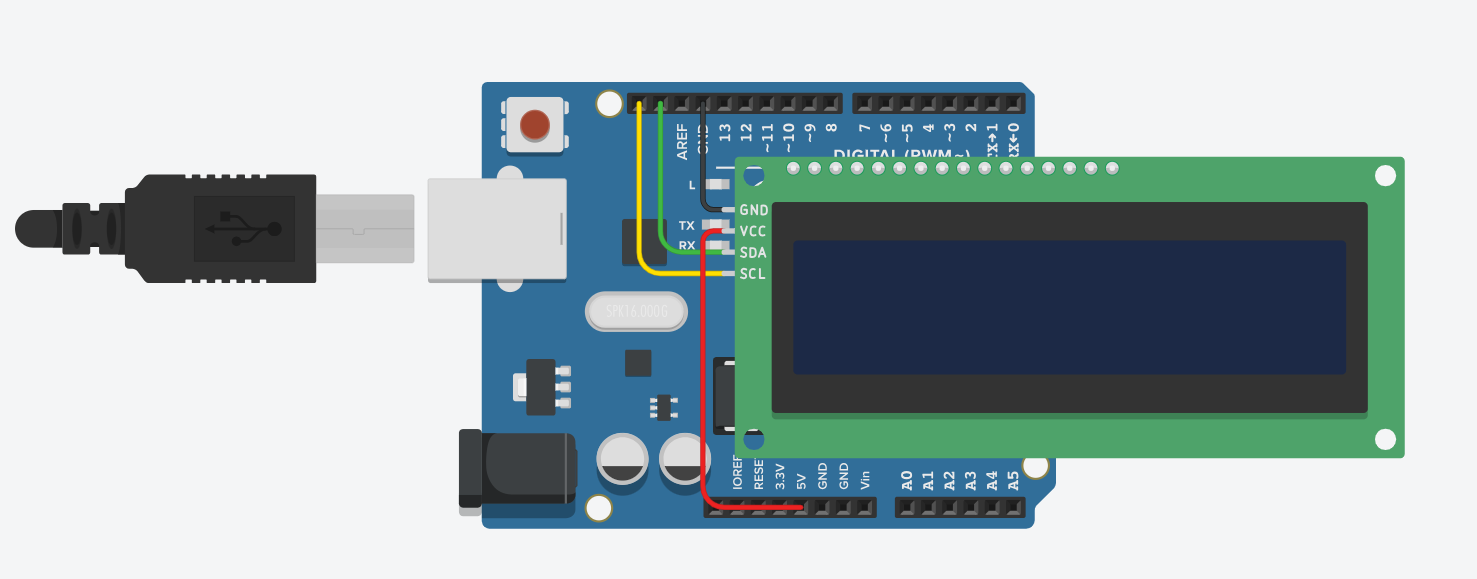 AREF
GND
13
12
~11
~10
~9
8
7
~6
~5
4
~3
2
TX→1
RX←0
DIGITAL (PWM~)
L
TX
RX
GND
VCC
SDA
SCL
SPK16.000G
IOREF
RESE
3.3V
5V
GND
GND
Vin
A0
A1
A2
A3
A4
A5